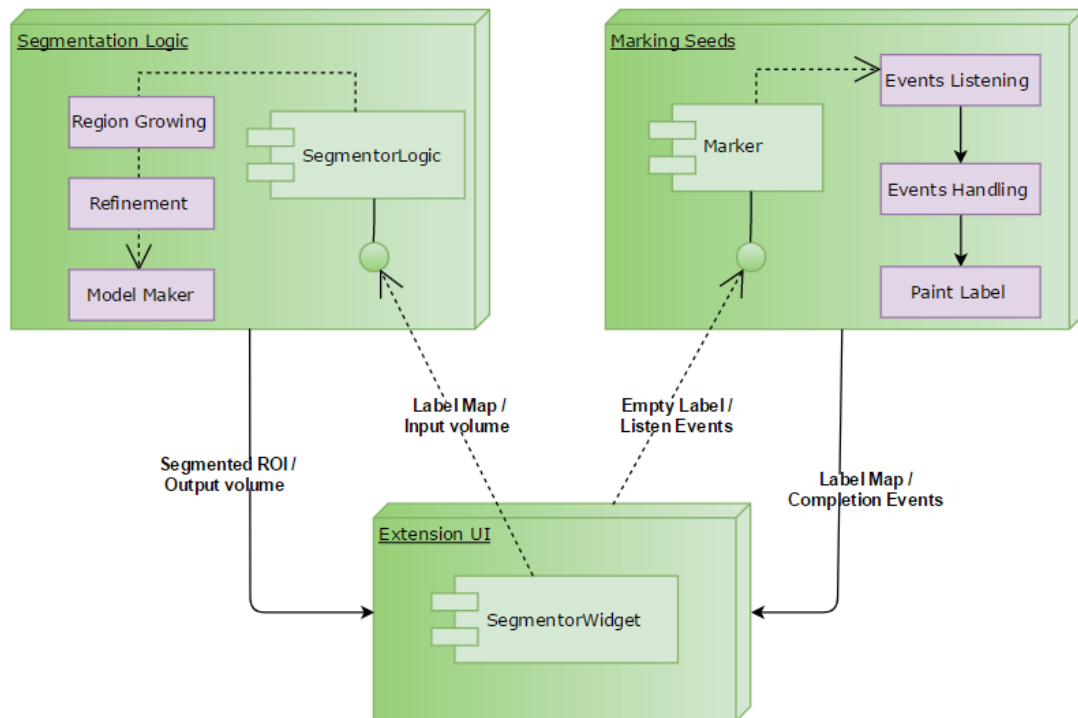 Segmentation Logic
Region Growing
SegmentorLogic
Refinement
Model Maker
Marking Seeds
Events Listening
Marker
Events Handling
Paint Label
Label Map /
Input volume
Empty Label /
Listen Events
Segmented ROI /
Output volume
Label Map /
Completion Events
Extension UI
SegmentorWidget